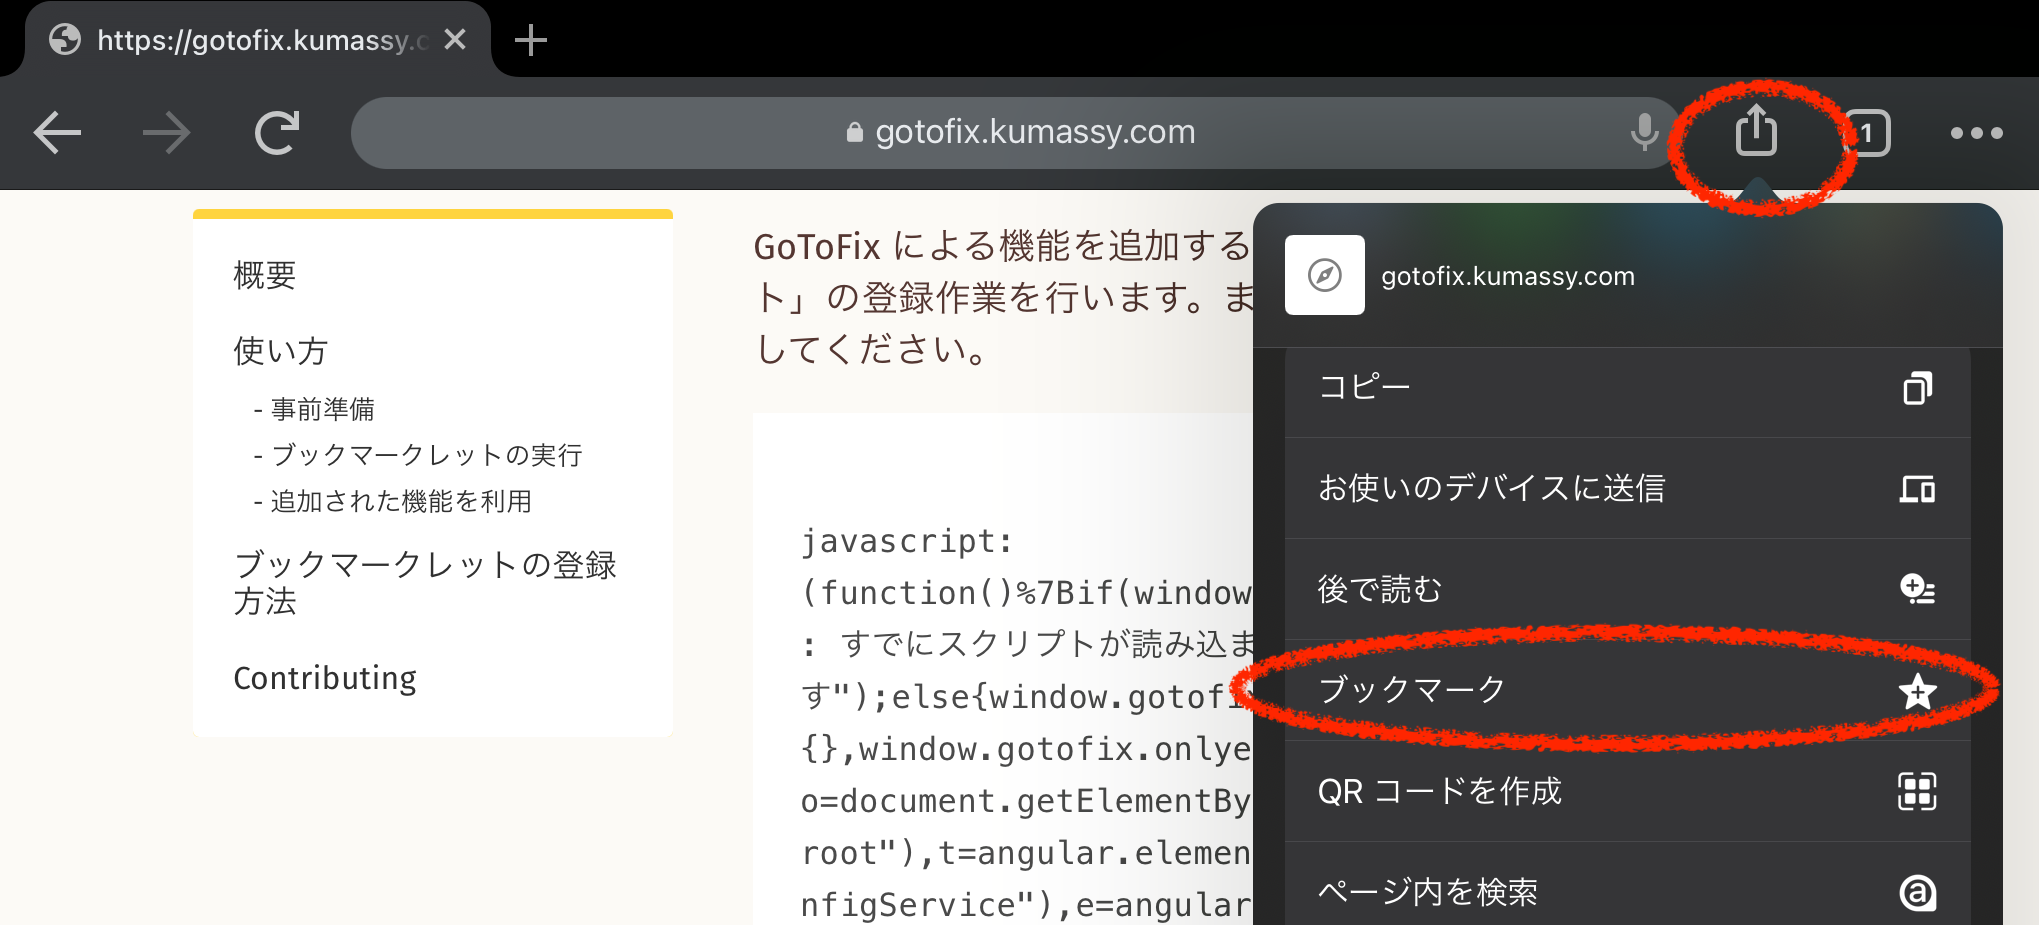 https://gotofix.kumassy.c
gotofix.kumassy.com
1
概要
使い方
- 事前準備
- ブックマークレットの実行
- 追加された機能を利用
ブックマークレットの登録
方法
Contributing
GoToFix による機能を追加する
ト」の登録作業を行います。ま
してください。
javascript:
(function()%7Bif(window
: すでにスクリプトが読み込ま
す");else{window.gotofi
{},window.gotofix.onlye
o=document.getElementBy
root"),t=angular.elemen
nfigService"),e=angular
gotofix.kumassy.com
コピー
お使いのデバイスに送信
後で読む
ブックマーク
QR コードを作成
ページ内を検索